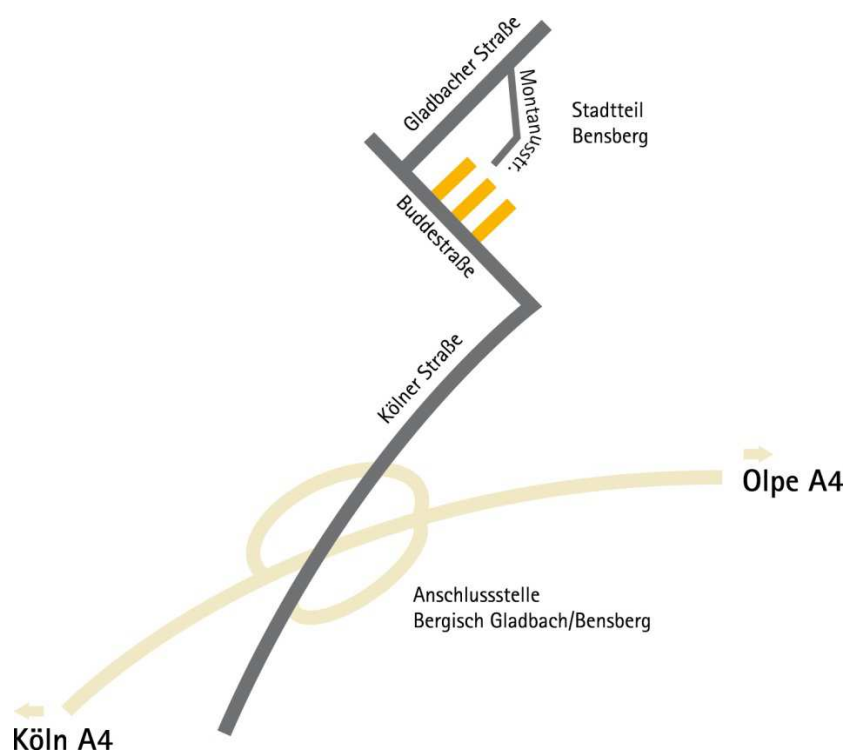 Gladbacher Straße
Montanusstr.
Stadtteil
Bensberg
Buddestraße
Kölner Straße
Olpe A4
Anschlussstelle
Bergisch Gladbach/Bensberg
Köln A4